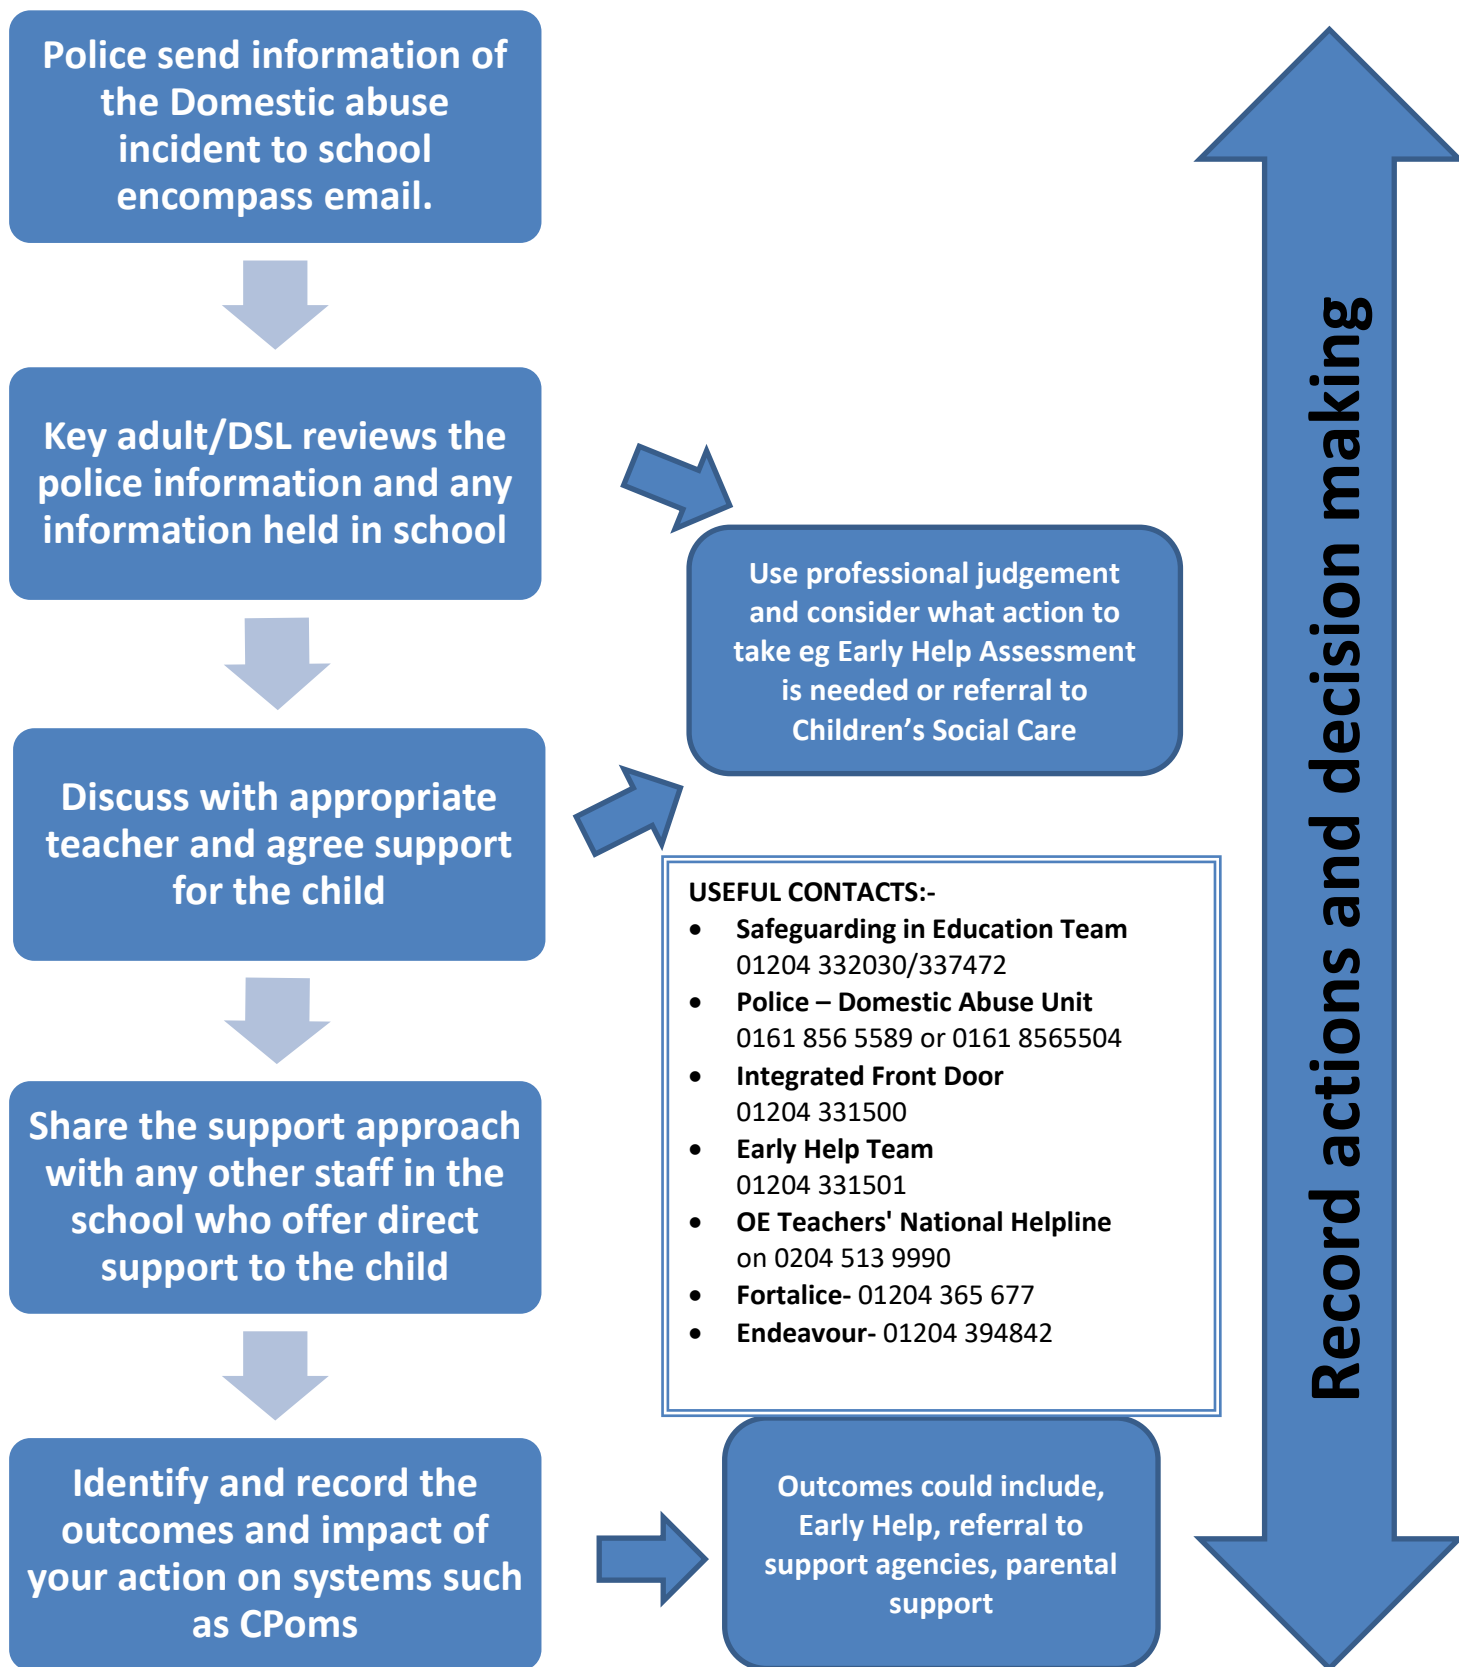 Police send information of
the Domestic abuse
incident to school
encompass email.
Key adult/DSL reviews the
police information and any
information held in school
Use professional judgement
and consider what action to
take eg Early Help Assessment
is needed or referral to
Children’s Social Care
Discuss with appropriate
teacher and agree support
for the child
USEFUL CONTACTS:-
• Safeguarding in Education Team
01204 332030/337472
• Police – Domestic Abuse Unit
0161 856 5589 or 0161 8565504
• Integrated Front Door
01204 331500
• Early Help Team
01204 331501
• OE Teachers' National Helpline
on 0204 513 9990
• Fortalice- 01204 365 677
• Endeavour- 01204 394842
Share the support approach
with any other staff in the
school who offer direct
support to the child
Identify and record the
outcomes and impact of
your action on systems such
as CPoms
Outcomes could include,
Early Help, referral to
support agencies, parental
support
Record actions and decision making